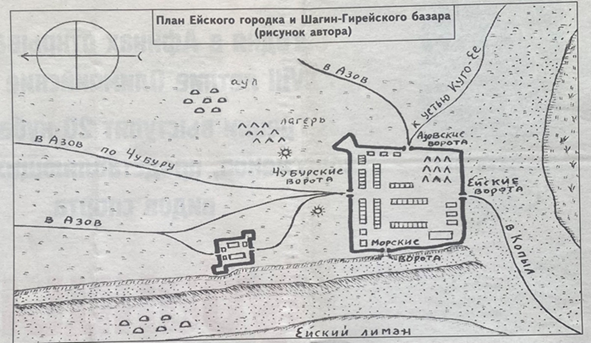 План Ейского городка и Шагин-Гирейского базара
(рисунок автора)
аул
лагерь
в Азов
к устью Куго-Ее
Азовские
ворота
в Азов по Чубуру
Чубурские
ворота
Ейские
ворота
в Азов
в Копыл
Морские
ворота
Ейский лиман